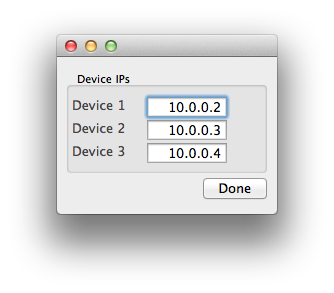 Device IPs
Device 1 10.0.0.2
Device 2 10.0.0.3
Device 3 10.0.0.4
Done